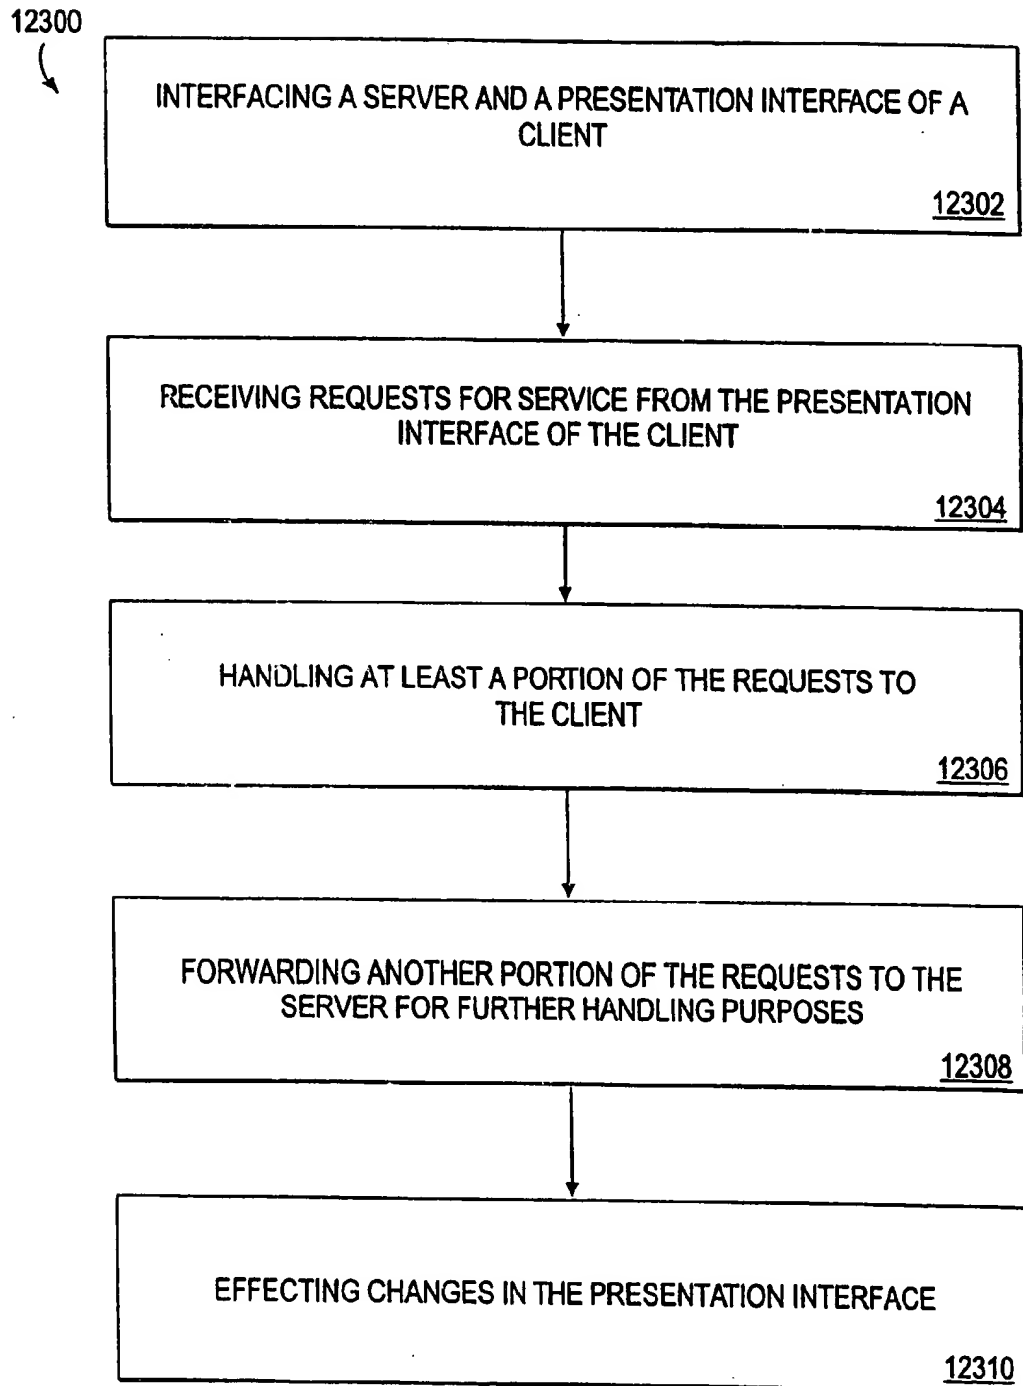 12300
INTERFACING A SERVER AND A PRESENTATION INTERFACE OF A
CLIENT
12302
RECEIVING REQUESTS FOR SERVICE FROM THE PRESENTATION
INTERFACE OF THE CLIENT
12304
HANDLING AT LEAST A PORTION OF THE REQUESTS TO
THE CLIENT
12306
FORWARDING ANOTHER PORTION OF THE REQUESTS TO THE
SERVER FOR FURTHER HANDLING PURPOSES
12308
EFFECTING CHANGES IN THE PRESENTATION INTERFACE
12310